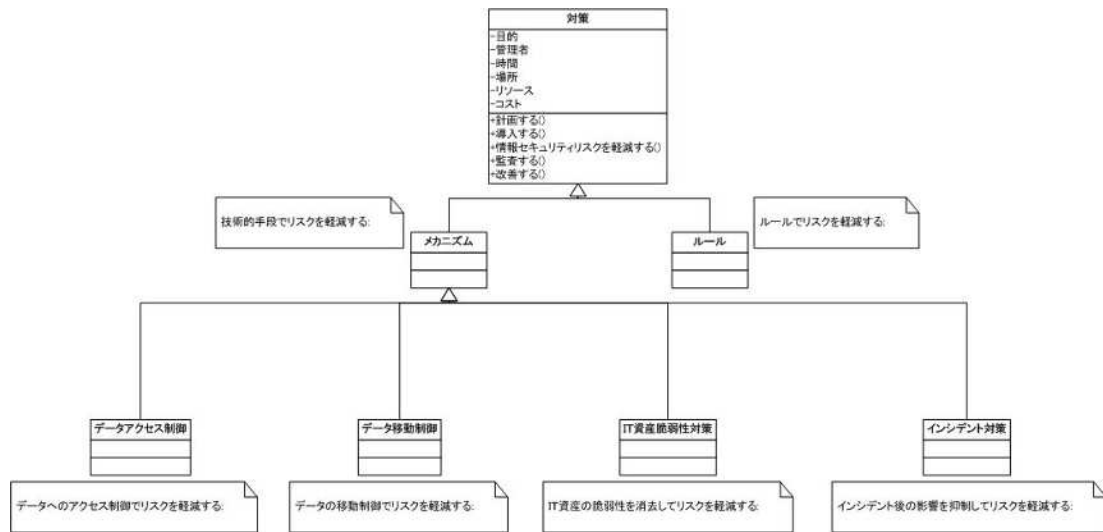 対策
-目的
-管理者
-時間
-場所
-リソース
-コスト
+計画する()
+導入する()
+情報セキュリティリスクを軽減する()
+監査する()
+改善する()
技術的手段でリスクを軽減する:
メカニズム
ルール
ルールでリスクを軽減する:
データアクセス制御
データ移動制御
IT資産脆弱性対策
インシデント対策
データへのアクセス制御でリスクを軽減する:
データの移動制御でリスクを軽減する:
IT資産の脆弱性を消去してリスクを軽減する:
インシデント後の影響を抑制してリスクを軽減する: